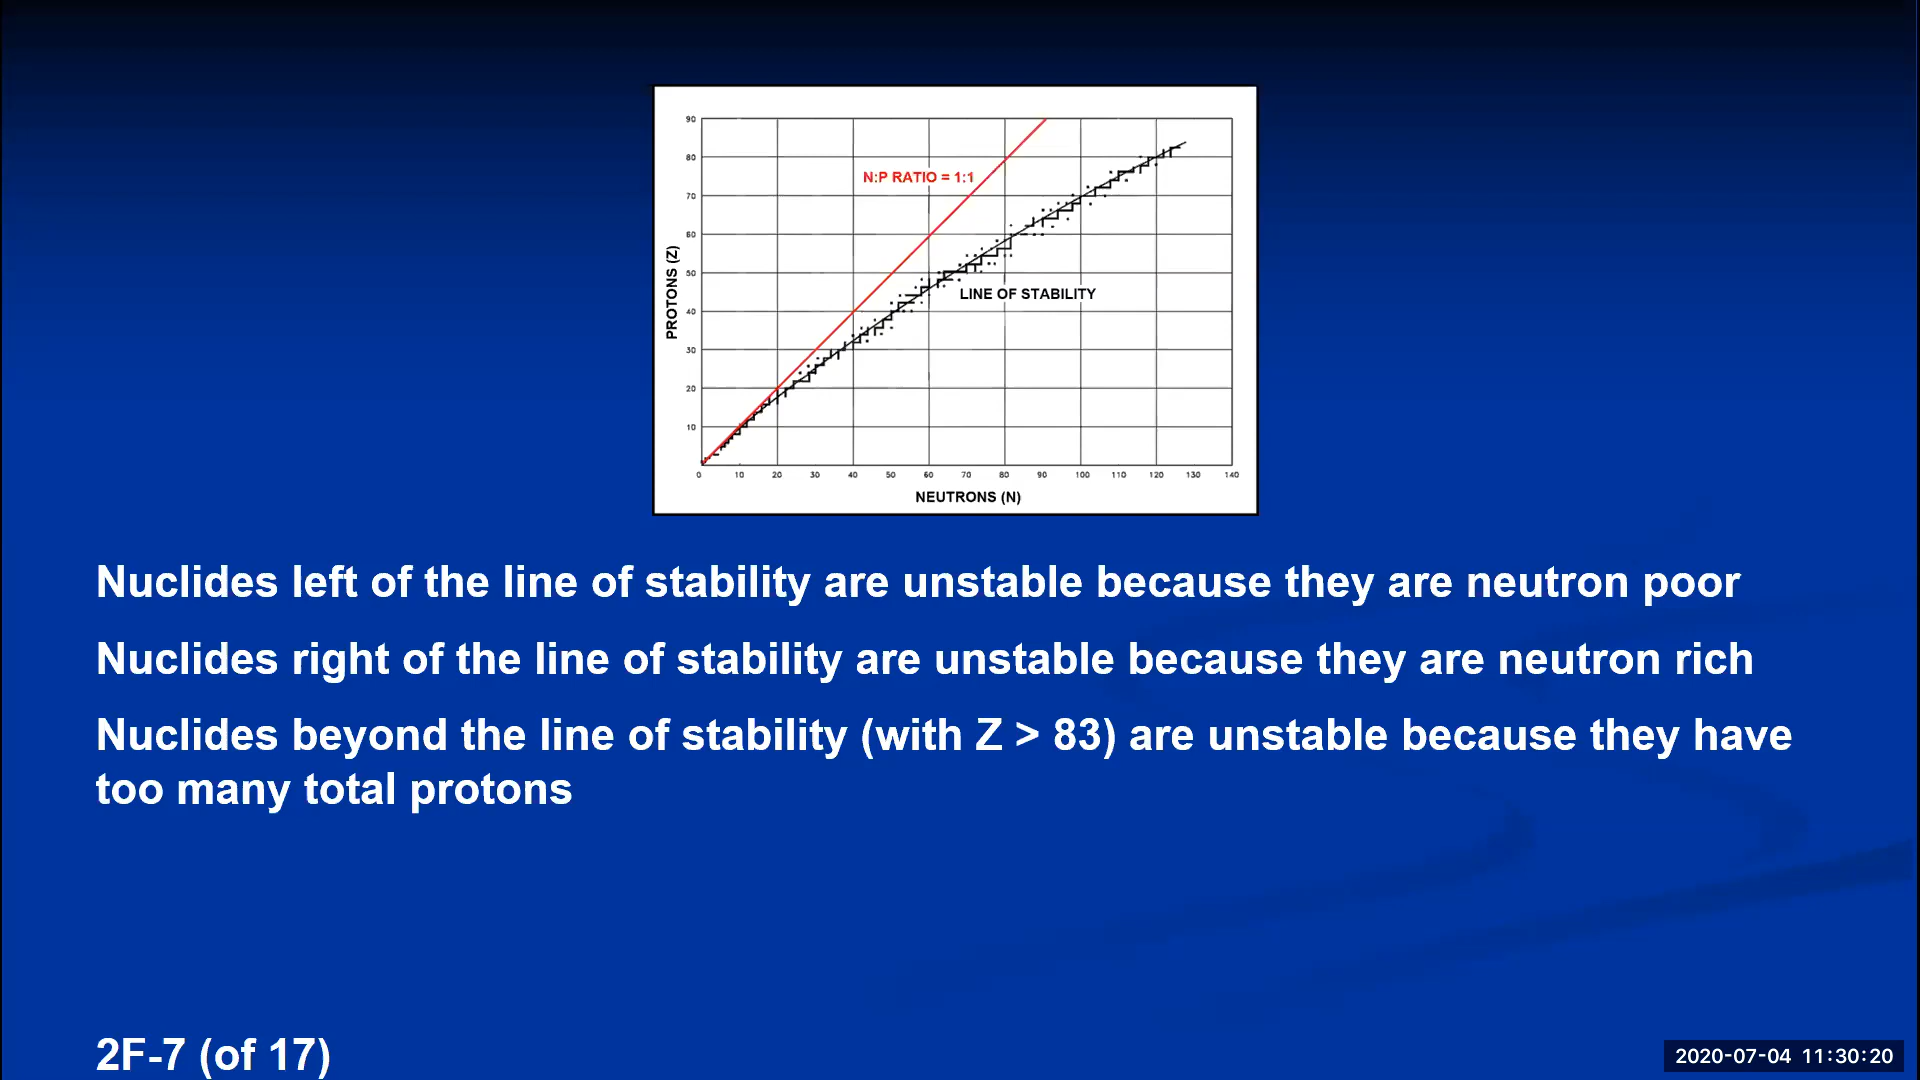 90
N:P RATIO = 1:1
80
70
60
50
40
30
20
10
PROTONS (Z)
LINE OF STABILITY
0 10 20 30 40 50 60 70 80 90 100 110 120 130 140
NEUTRONS (N)
Nuclides left of the line of stability are unstable because they are neutron poor
Nuclides right of the line of stability are unstable because they are neutron rich
Nuclides beyond the line of stability (with Z > 83) are unstable because they have
too many total protons
2F-7 (of 17)
2020-07-04 11:30:20